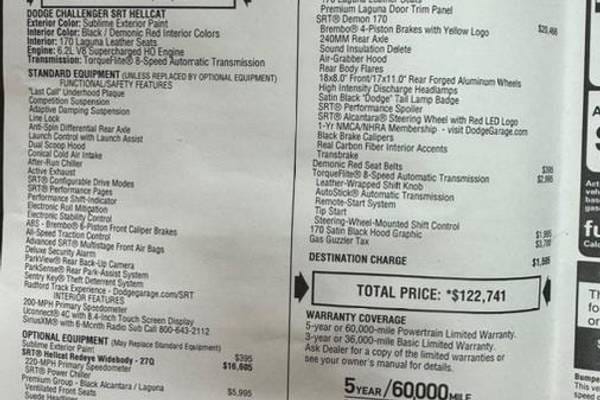 DODGE CHALLENGER SRT HELLCAT
Exterior Color: Sublime Exterior Paint
Interior Color: Black / Demonic Red Interior Colors
Interior: 170 Laguna Leather Seats
Engine: 6.2L V8 Supercharged HO Engine
Transmission: TorqueFlite® 8-Speed Automatic Transmission
STANDARD EQUIPMENT (UNLESS REPLACED BY OPTIONAL EQUIPMENT)
FUNCTIONAL/SAFETY FEATURES
"Last Call" Underhood Plaque
Competition Suspension
Adaptive Damping Suspension
Line Lock
Anti-Spin Differential Rear Axle
Launch Control with Launch Assist
Dual Scoop Hood
Conical Cold Air Intake
After-Run Chiller
Active Exhaust
SRT® Configurable Drive Modes
SRT® Performance Pages
Performance Shift-Indicator
Electronic Roll Mitigation
Electronic Stability Control
ABS - Brembo® 6-Piston Front Caliper Brakes
All-Speed Traction Control
Advanced SRT® Multistage Front Air Bags
Deluxe Security Alarm
ParkView® Rear Back-Up Camera
ParkSense® Rear Park-Assist System
Sentry Key® Theft Deterrent System
Radford Track Experience - Dodgegarage.com/SRT
INTERIOR FEATURES
200-MPH Primary Speedometer
Uconnect® 4C with 8.4-Inch Touch Screen Display
SiriusXM® with 6-Month Radio Sub Call 800-643-2112
OPTIONAL EQUIPMENT (May Replace Standard Equipment)
Sublime Exterior Paint $395
SRT® Hellcat Redeye Widebody - 27Q $16,605
220-MPH Primary Speedometer
SRT® Power Chiller
Premium Group - Black Alcantara / Laguna $5,995
Ventilated Front Seats
Suede Headliner
170 Laguna Leather Seats
Premium Laguna Door Trim Panel
SRT® Demon 170
Brembo® 4-Piston Brakes with Yellow Logo
240MM Rear Axle
Sound Insulation Delete
Air-Grabber Hood
Rear Body Flares
18x8.0" Front/17x11.0" Rear Forged Aluminum Wheels
High Intensity Discharge Headlamps
Satin Black "Dodge" Tail Lamp Badge
SRT® Performance Spoiler
SRT® Alcantara® Steering Wheel with Red LED Logo
1-Yr NMCA/NHRA Membership - visit DodgeGarage.com
Black Brake Calipers
Real Carbon Fiber Interior Accents
Transbrake
Demonic Red Seat Belts $395
TorqueFlite® 8-Speed Automatic Transmission $2,995
Leather-Wrapped Shift Knob
AutoStick® Automatic Transmission
Remote-Start System
Tip Start
Steering-Wheel-Mounted Shift Control
170 Satin Black Hood Graphic $1,995
Gas Guzzler Tax $3,700
DESTINATION CHARGE $1,595
TOTAL PRICE: *$122,741
WARRANTY COVERAGE
5-year or 60,000-mile Powertrain Limited Warranty.
3-year or 36,000-mile Basic Limited Warranty.
Ask Dealer for a copy of the limited warranties or
see your owner's manual for details.
5 YEAR / 60,000 MILE